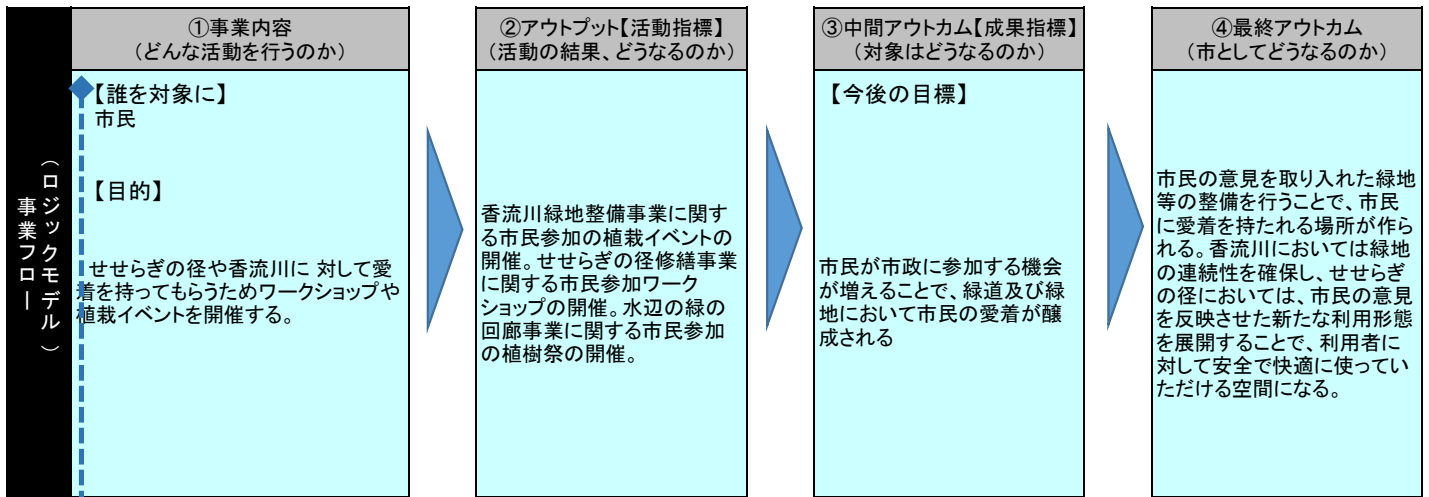 事業フロー
（ロジックモデル）
①事業内容
（どんな活動を行うのか）
【誰を対象に】
市民
【目的】
せせらぎの径や香流川に 対して愛
着を持ってもらうためワークショップや
植栽イベントを開催する。
②アウトプット【活動指標】
（活動の結果、どうなるのか）
香流川緑地整備事業に関す
る市民参加の植栽イベントの
開催。せせらぎの径修繕事業
に関する市民参加ワーク
ショップの開催。水辺の緑の
回廊事業に関する市民参加
の植樹祭の開催。
③中間アウトカム【成果指標】
（対象はどうなるのか）
【今後の目標】
市民が市政に参加する機会
が増えることで、緑道及び緑
地において市民の愛着が醸
成される
④最終アウトカム
（市としてどうなるのか）
市民の意見を取り入れた緑地
等の整備を行うことで、市民
に愛着を持たれる場所が作ら
れる。香流川においては緑地
の連続性を確保し、せせらぎ
の径においては、市民の意見
を反映させた新たな利用形態
を展開することで、利用者に
対して安全で快適に使ってい
ただける空間になる。